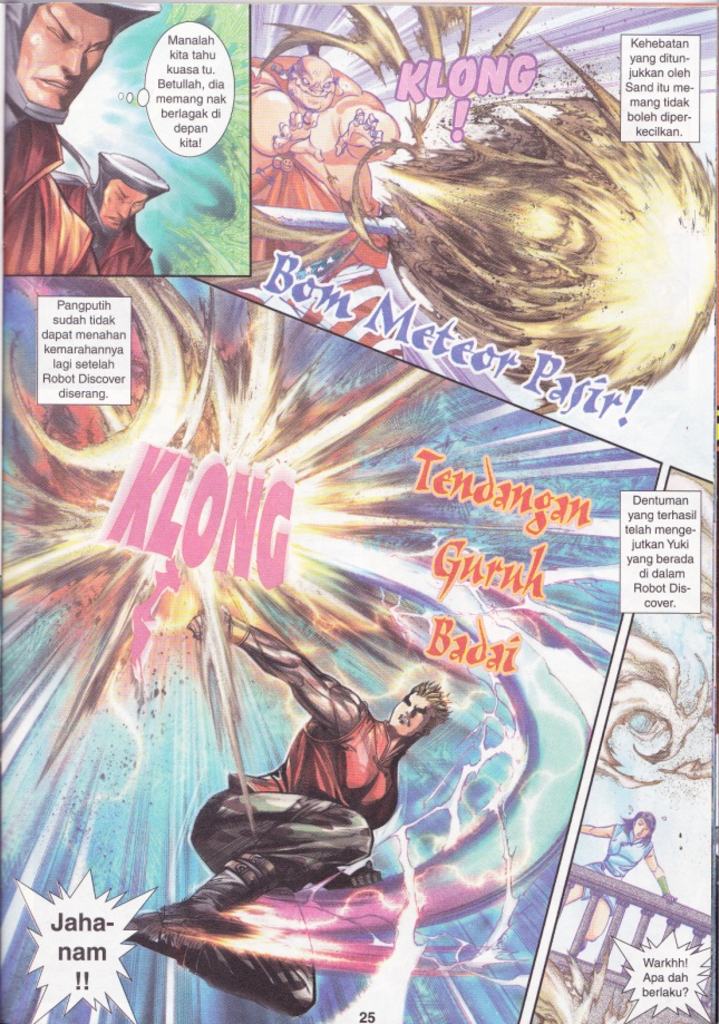 Manalah
kita tahu
kuasa tu.
Betullah, dia
memang nak
berlagak di
depan
kita!
KLONG
!
Kehebatan
yang ditun-
jukkan oleh
Sand itu me-
mang tidak
boleh diper-
kecilkan.
Bom Meteor Pasir!
Pangputih
sudah tidak
dapat menahan
kemarahannya
lagi setelah
Robot Discover
diserang.
KLONG
Tendangan
Guruh
Badai
Dentuman
yang terhasil
telah menge-
jutkan Yuki
yang berada
di dalam
Robot Dis-
cover.
Jaha-
nam
!!
Warkhh!
Apa dah
berlaku?
25